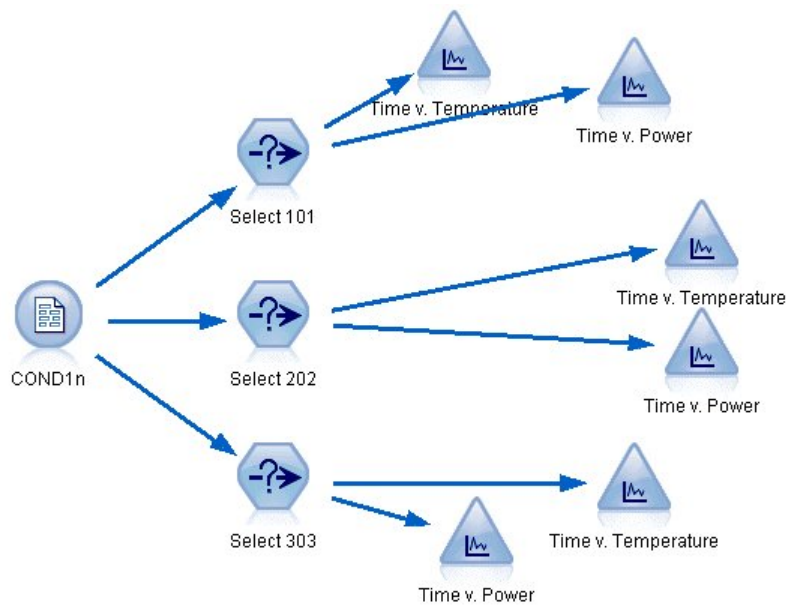 Time v. Temperature
Time v. Power
Select 101
Time v. Temperature
COND1n
Select 202
Time v. Power
Select 303
Time v. Temperature
Time v. Power